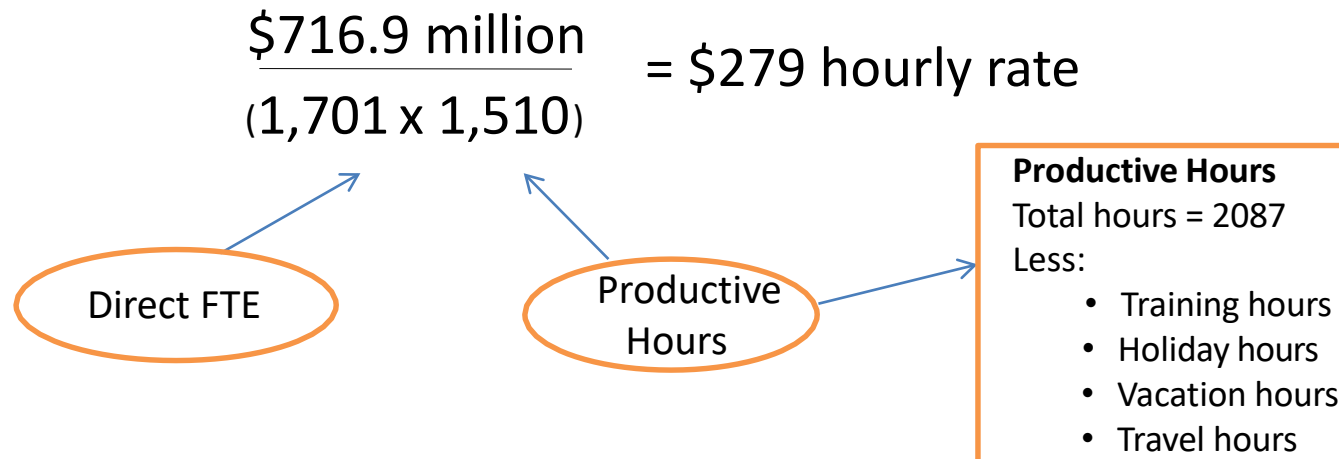 $716.9 million
(1,701 x 1,510)
= $279 hourly rate
Direct FTE
Productive
Hours
Productive Hours
Total hours = 2087
Less:
• Training hours
• Holiday hours
• Vacation hours
• Travel hours